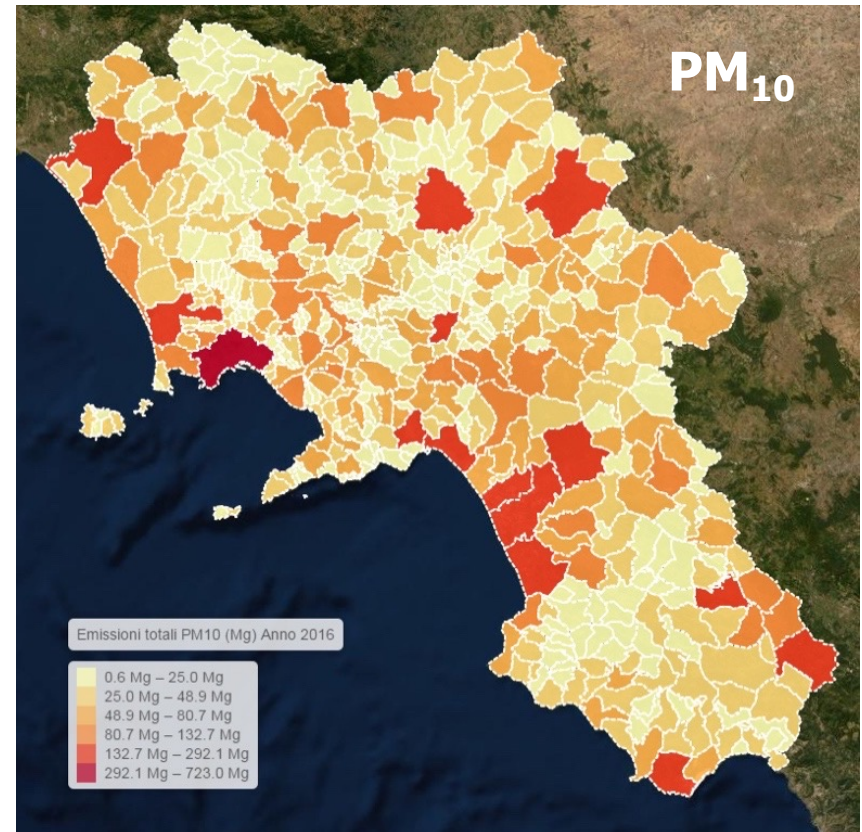 PM10
Emissioni totali PM10 (Mg) Anno 2016
0.6 Mg – 25.0 Mg
25.0 Mg – 48.9 Mg
48.9 Mg – 80.7 Mg
80.7 Mg – 132.7 Mg
132.7 Mg – 292.1 Mg
292.1 Mg – 723.0 Mg